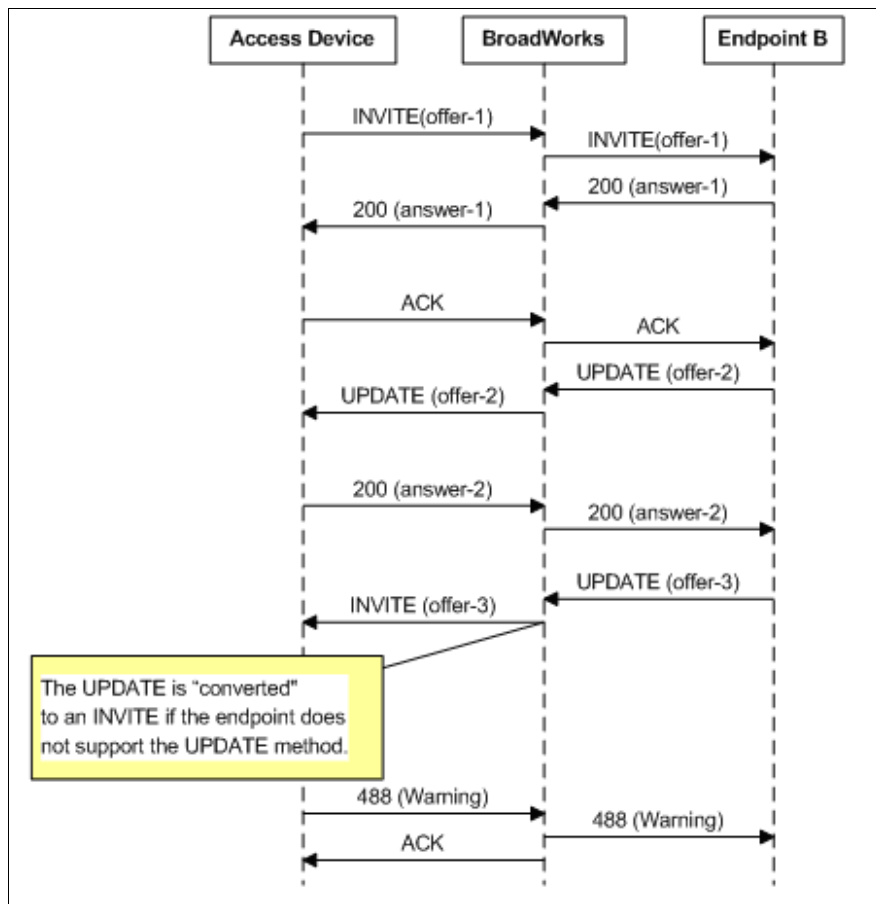 Access Device
BroadWorks
Endpoint B
INVITE(offer-1)
INVITE(offer-1)
200 (answer-1)
200 (answer-1)
ACK
ACK
UPDATE (offer-2)
UPDATE (offer-2)
200 (answer-2)
200 (answer-2)
UPDATE (offer-3)
INVITE (offer-3)
The UPDATE is “converted"
to an INVITE if the endpoint does
not support the UPDATE method.
488 (Warning)
488 (Warning)
ACK